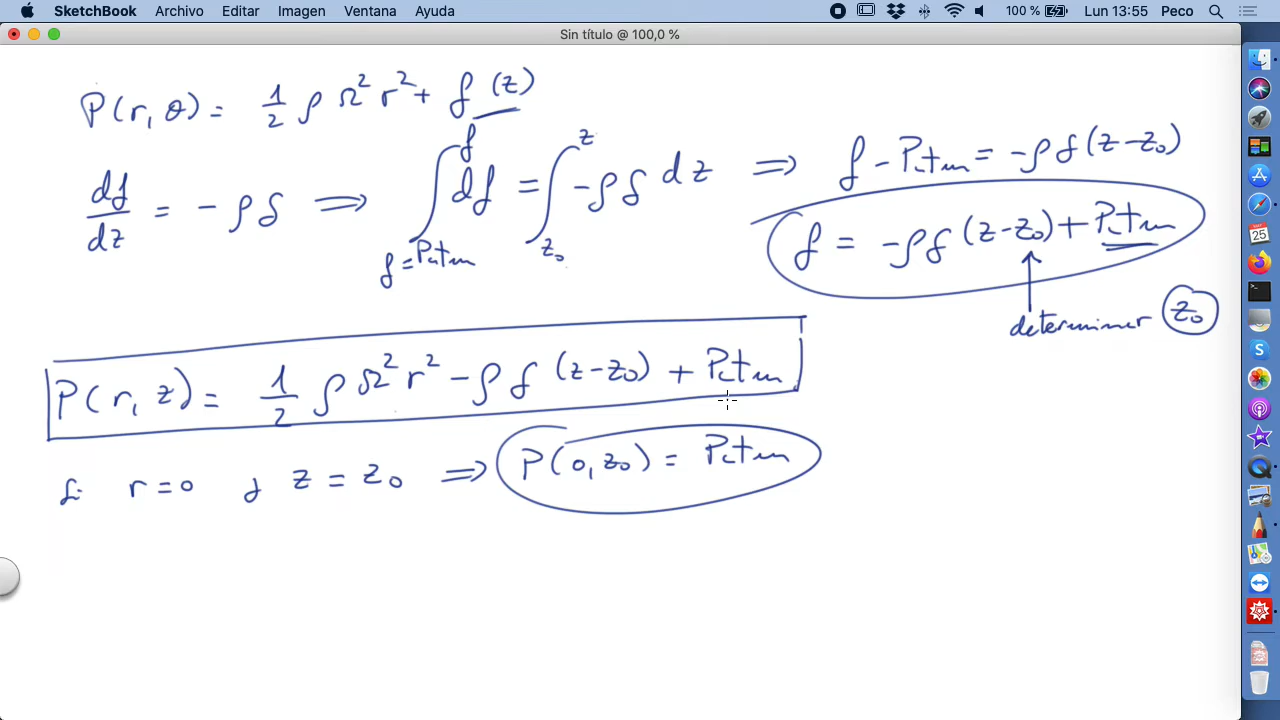 SketchBook Archivo Editar Imagen Ventana Ayuda 100 % Lun 13:55 Peco
Sin título @ 100,0 %
P(r, θ) = 1/2 ρ Ω² r² + f(z)
df/dz = -ρg ⟹ ∫_{f=Patm}^{f} df = ∫_{z₀}^{z} -ρg dz ⟹ f - Patm = -ρg(z-z₀)
f = -ρg(z-z₀) + Patm
determinar z₀
P(r, z) = 1/2 ρ Ω² r² - ρg(z-z₀) + Patm
r=0 y z = z₀ ⟹ P(0, z₀) = Patm